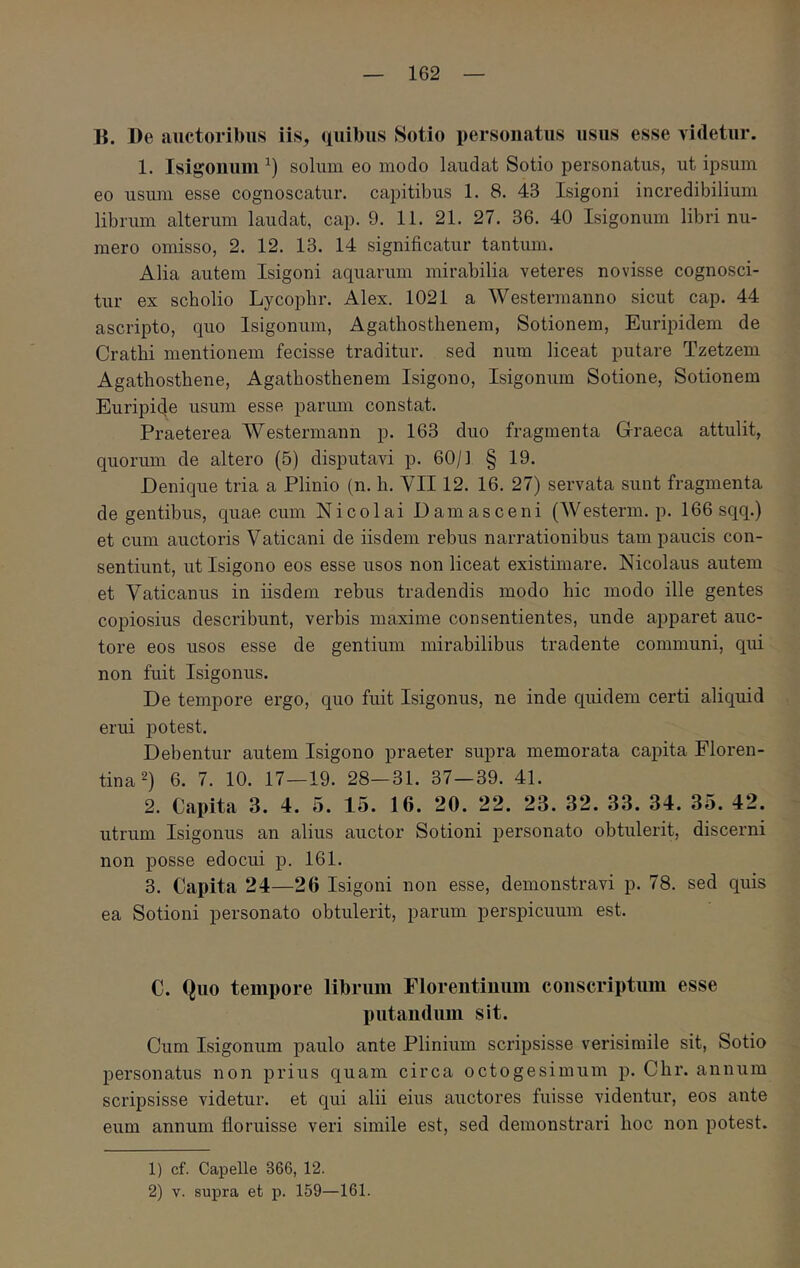 — 162 —
B. De auctoribus iis, quibus Sotio personatus usus esse videtur.
1. Isigonum ¹) solum eo modo laudat Sotio personatus, ut ipsum
eo usum esse cognoscatur. capitibus 1. 8. 43 Isigoni incredibilium
librum alterum laudat, cap. 9. 11. 21. 27. 36. 40 Isigonum libri nu-
mero omisso, 2. 12. 13. 14 significatur tantum.
Alia autem Isigoni aquarum mirabilia veteres novisse cognosci-
tur ex scholio Lycophr. Alex. 1021 a Westermanno sicut cap. 44
ascripto, quo Isigonum, Agathosthenem, Sotionem, Euripidem de
Crathi mentionem fecisse traditur. sed num liceat putare Tzetzem
Agathosthene, Agathosthenem Isigono, Isigonum Sotione, Sotionem
Euripide usum esse parum constat.
Praeterea Westermann p. 163 duo fragmenta Graeca attulit,
quorum de altero (5) disputavi p. 60/1 § 19.
Denique tria a Plinio (n. h. VII 12. 16. 27) servata sunt fragmenta
de gentibus, quae cum Nicolai Damasceni (Westerm. p. 166 sqq.)
et cum auctoris Vaticani de iisdem rebus narrationibus tam paucis con-
sentiunt, ut Isigono eos esse usos non liceat existimare. Nicolaus autem
et Vaticanus in iisdem rebus tradendis modo hic modo ille gentes
copiosius describunt, verbis maxime consentientes, unde apparet auc-
tore eos usos esse de gentium mirabilibus tradente communi, qui
non fuit Isigonus.
De tempore ergo, quo fuit Isigonus, ne inde quidem certi aliquid
erui potest.
Debentur autem Isigono praeter supra memorata capita Floren-
tina ²) 6. 7. 10. 17—19. 28—31. 37—39. 41.
2. Capita 3. 4. 5. 15. 16. 20. 22. 23. 32. 33. 34. 35. 42.
utrum Isigonus an alius auctor Sotioni personato obtulerit, discerni
non posse edocui p. 161.
3. Capita 24—26 Isigoni non esse, demonstravi p. 78. sed quis
ea Sotioni personato obtulerit, parum perspicuum est.
C. Quo tempore librum Florentinum conscriptum esse
putandum sit.
Cum Isigonum paulo ante Plinium scripsisse verisimile sit, Sotio
personatus non prius quam circa octogesimum p. Chr. annum
scripsisse videtur. et qui alii eius auctores fuisse videntur, eos ante
eum annum floruisse veri simile est, sed demonstrari hoc non potest.
1) cf. Capelle 366, 12.
2) v. supra et p. 159—161.